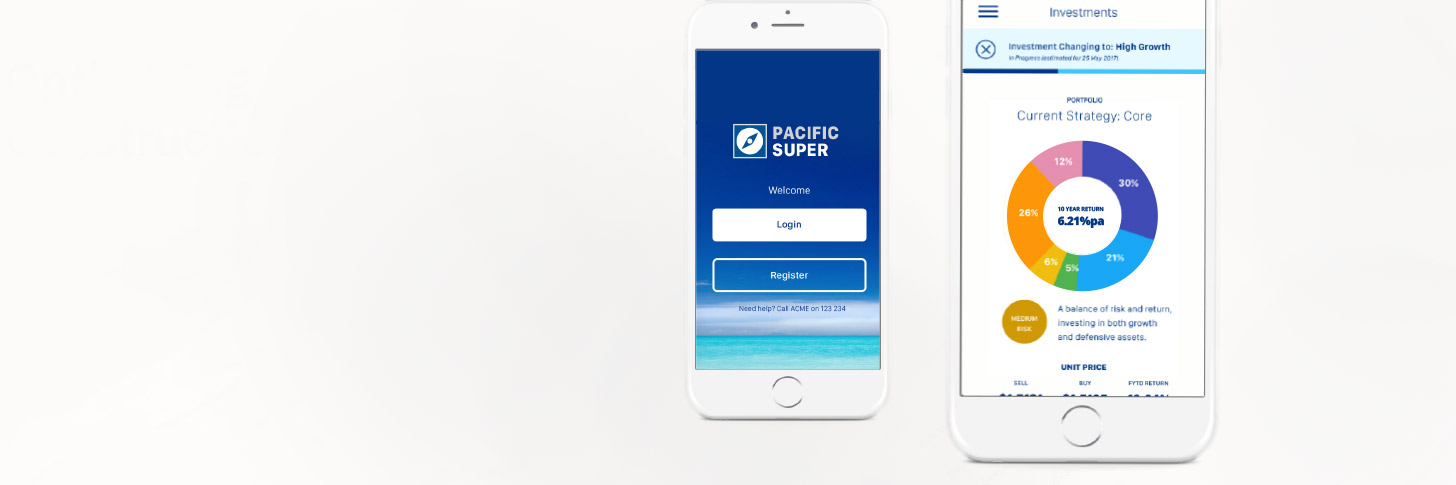 PACIFIC
SUPER
Welcome
Login
Register
Need help? Call ACME on 123 234
Investments
Investment Changing to: High Growth
In Progress (estimated for 25 May 2017)
PORTFOLIO
Current Strategy: Core
12%
30%
26%
10 YEAR RETURN
6.21%pa
6%
5%
21%
MEDIUM
RISK
A balance of risk and return,
investing in both growth
and defensive assets.
UNIT PRICE
SELL BUY FYTD RETURN